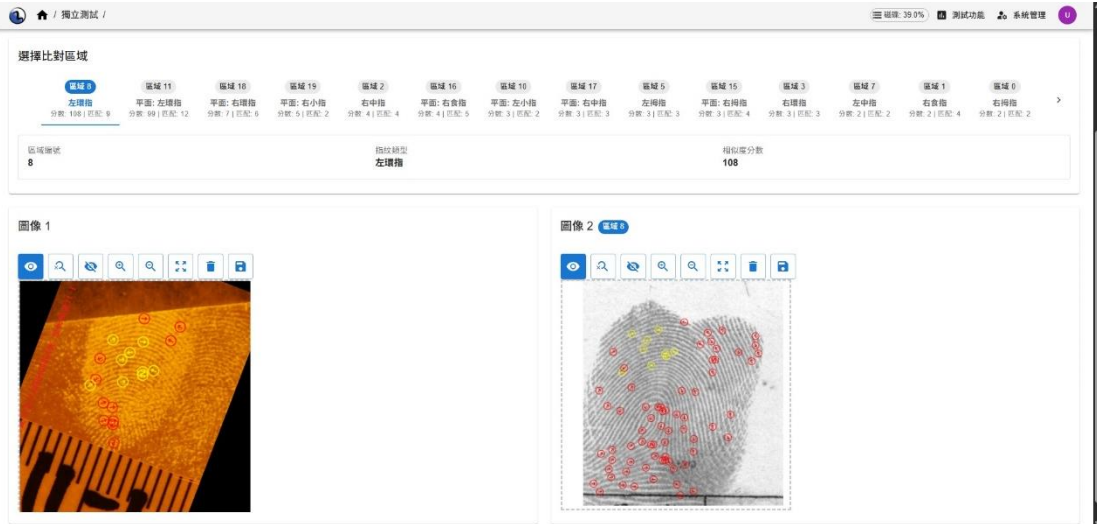 / 獨立測試 /
磁碟: 39.0%
測試功能
系統管理
U
選擇比對區域
區域 8 區域 11 區域 18 區域 19 區域 2 區域 16 區域 10 區域 17 區域 5 區域 15 區域 3 區域 7 區域 1 區域 0
左環指 平面: 左環指 平面: 右環指 平面: 右小指 右中指 平面: 右食指 平面: 左小指 平面: 右中指 左拇指 平面: 右拇指 右環指 左中指 右食指 右拇指
分數: 108 | 匹配: 9 分數: 99 | 匹配: 12 分數: 7 | 匹配: 6 分數: 5 | 匹配: 2 分數: 4 | 匹配: 4 分數: 4 | 匹配: 5 分數: 3 | 匹配: 2 分數: 3 | 匹配: 3 分數: 3 | 匹配: 3 分數: 3 | 匹配: 4 分數: 3 | 匹配: 3 分數: 2 | 匹配: 2 分數: 2 | 匹配: 4 分數: 2 | 匹配: 2
區域編號 指紋類型 相似度分數
8 左環指 108
圖像 1
圖像 2 區域 8